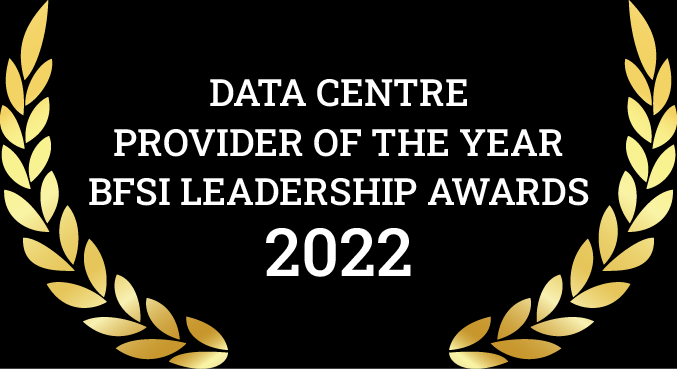 DATA CENTRE
PROVIDER OF THE YEAR
BFSI LEADERSHIP AWARDS
2022